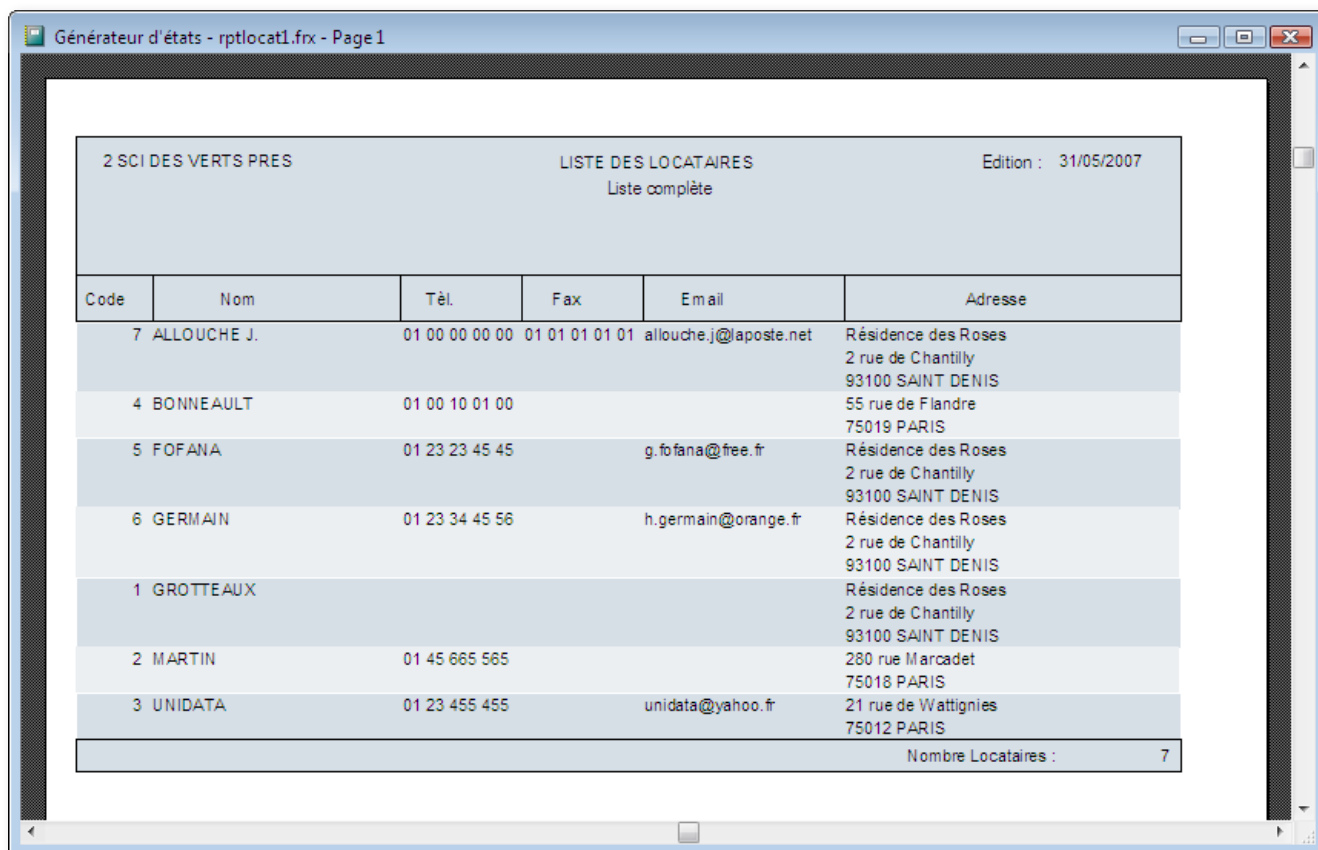 Générateur d'états - rptlocat1.frx - Page 1
2 SCI DES VERTS PRES LISTE DES LOCATAIRES Edition : 31/05/2007
Liste complète
Code Nom Tèl. Fax Email Adresse
7 ALLOUCHE J. 01 00 00 00 00 01 01 01 01 01 allouche.j@laposte.net Résidence des Roses
2 rue de Chantilly
93100 SAINT DENIS
4 BONNEAULT 01 00 10 01 00 55 rue de Flandre
75019 PARIS
5 FOFANA 01 23 23 45 45 g.fofana@free.fr Résidence des Roses
2 rue de Chantilly
93100 SAINT DENIS
6 GERMAIN 01 23 34 45 56 h.germain@orange.fr Résidence des Roses
2 rue de Chantilly
93100 SAINT DENIS
1 GROTTEAUX Résidence des Roses
2 rue de Chantilly
93100 SAINT DENIS
2 MARTIN 01 45 665 565 280 rue Marcadet
75018 PARIS
3 UNIDATA 01 23 455 455 unidata@yahoo.fr 21 rue de Wattignies
75012 PARIS
Nombre Locataires : 7